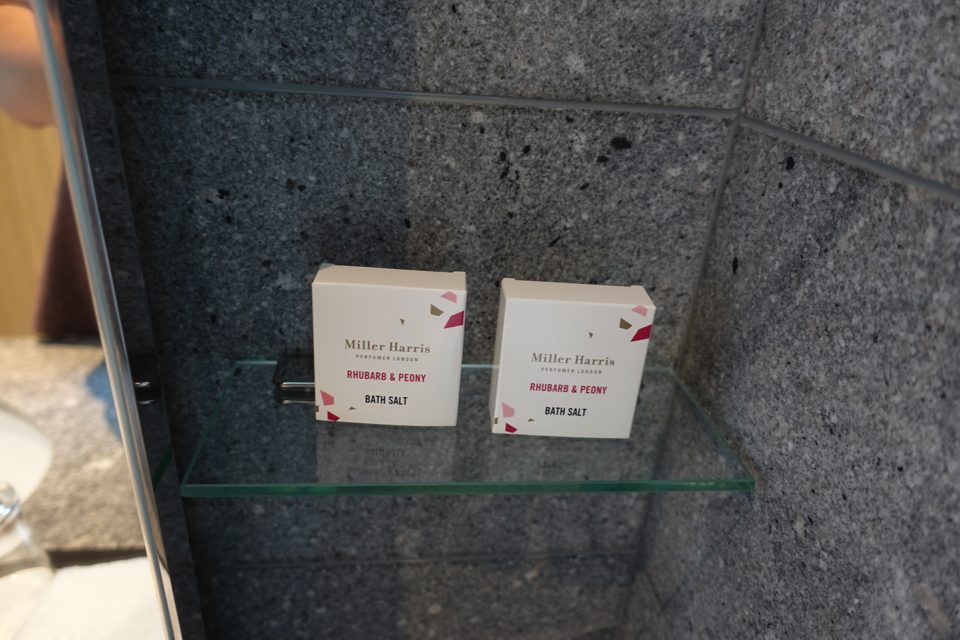 Miller Harris
PERFUMER LONDON
RHUBARB & PEONY
BATH SALT
Miller Harris
PERFUMER LONDON
RHUBARB & PEONY
BATH SALT